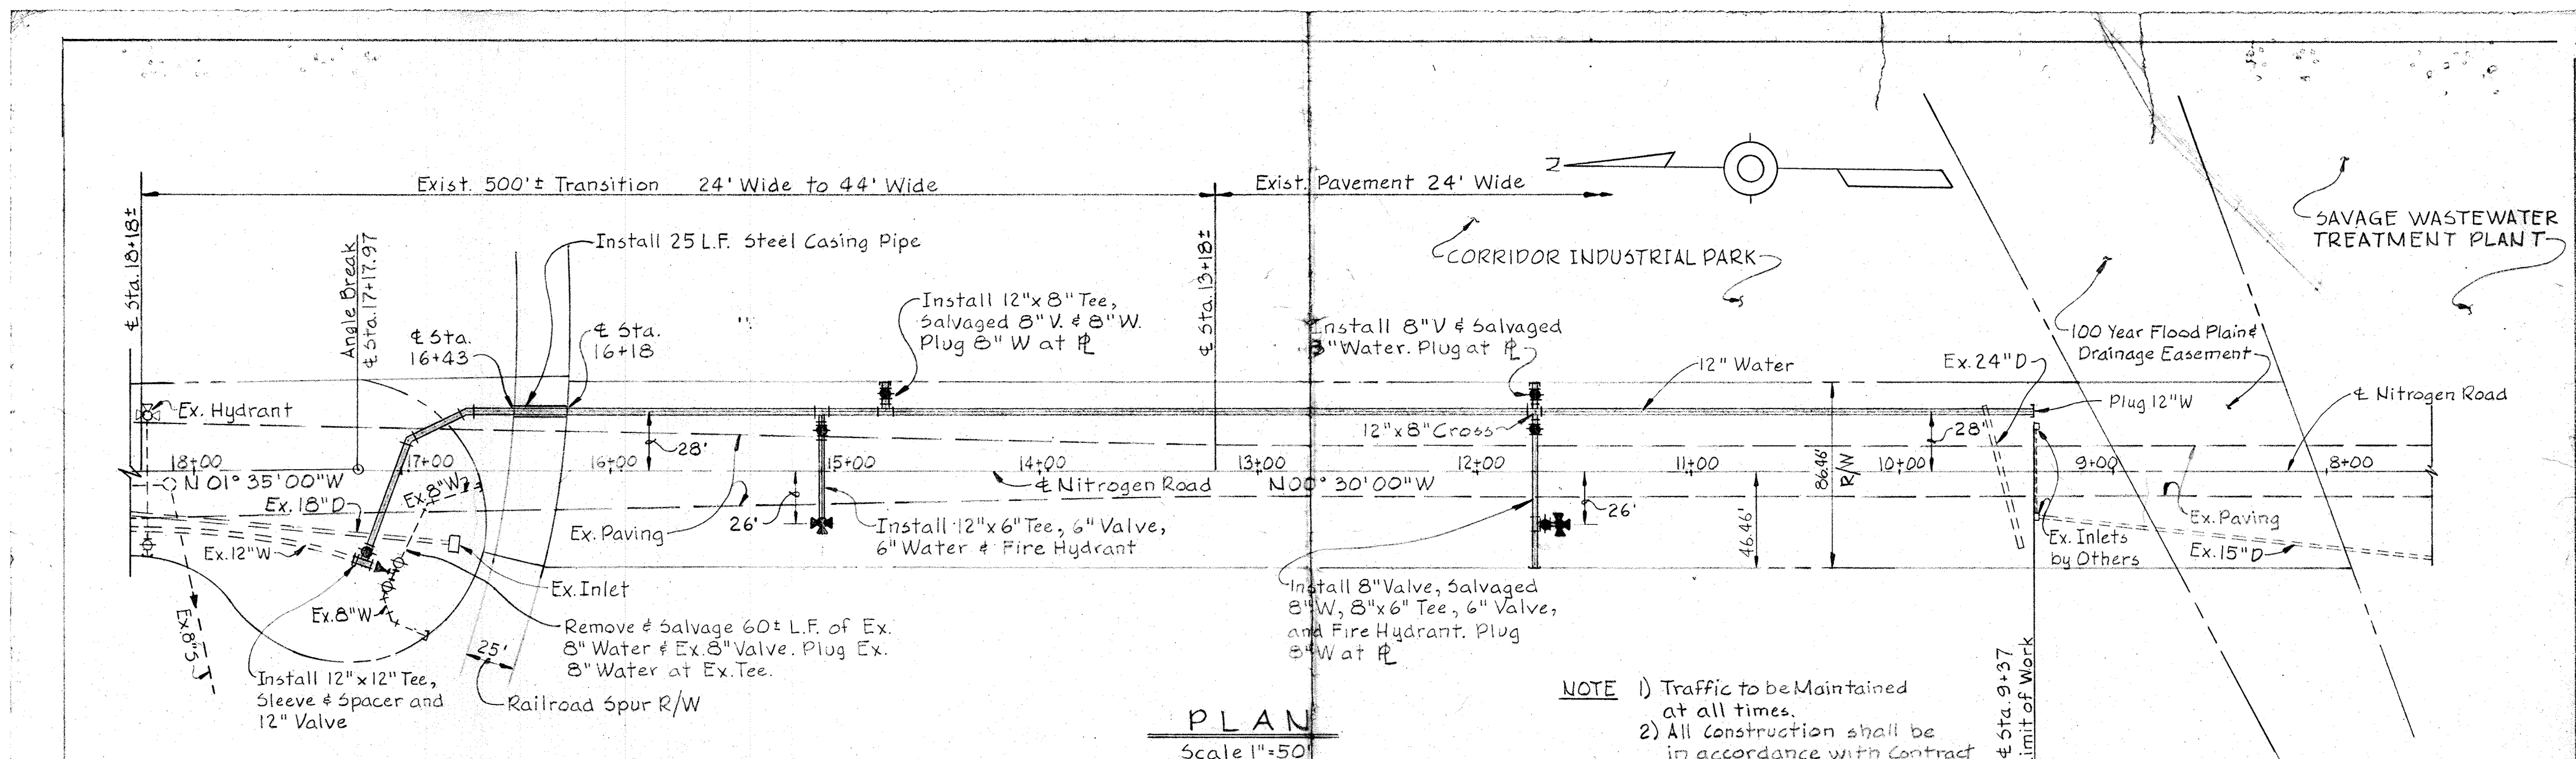 Exist. 500'± Transition 24' Wide to 44' Wide
Exist. Pavement 24' Wide
N
SAVAGE WASTEWATER
TREATMENT PLANT
CORRIDOR INDUSTRIAL PARK
℄ Sta. 18+18±
Angle Break
℄ Sta. 17+17.97
Install 25 L.F. Steel Casing Pipe
℄ Sta.
16+43
℄ Sta.
16+18
Install 12"x 8" Tee,
Salvaged 8"V. & 8"W.
Plug 8" W at ℙL
℄ Sta. 13+18±
Install 8"V & Salvaged
8"Water. Plug at ℙL
12" Water
Ex. 24"D
100 Year Flood Plain &
Drainage Easement
Plug 12"W
℄ Nitrogen Road
Ex. Hydrant
28'
12"x8" Cross
28'
86.46'
R/W
18+00
17+00
16+00
15+00
14+00
13+00
12+00
11+00
10+00
9+00
8+00
N 01° 35' 00"W
Ex. 8"W
℄ Nitrogen Road
N 00° 30' 00"W
Ex. 18"D
Ex. Paving
26'
Install 12"x 6" Tee, 6" Valve,
6" Water & Fire Hydrant
26'
46.46'
Ex. Inlets
by Others
Ex. Paving
Ex. 15"D
Ex. 12"W
Ex. Inlet
Ex. 8"W
Ex. 8"S
Remove & Salvage 60± L.F. of Ex.
8" Water & Ex. 8" Valve. Plug Ex.
8" Water at Ex. Tee.
Install 8" Valve, Salvaged
8"W, 8"x 6" Tee, 6" Valve,
and Fire Hydrant. Plug
8"W at ℙL
25'
Railroad Spur R/W
Install 12"x 12" Tee,
Sleeve & Spacer and
12" Valve
PLAN
Scale 1"=50'
NOTE 1) Traffic to be Maintained
at all times.
2) All Construction shall be
in accordance with Contract
℄ Sta. 9+37
Limit of Work